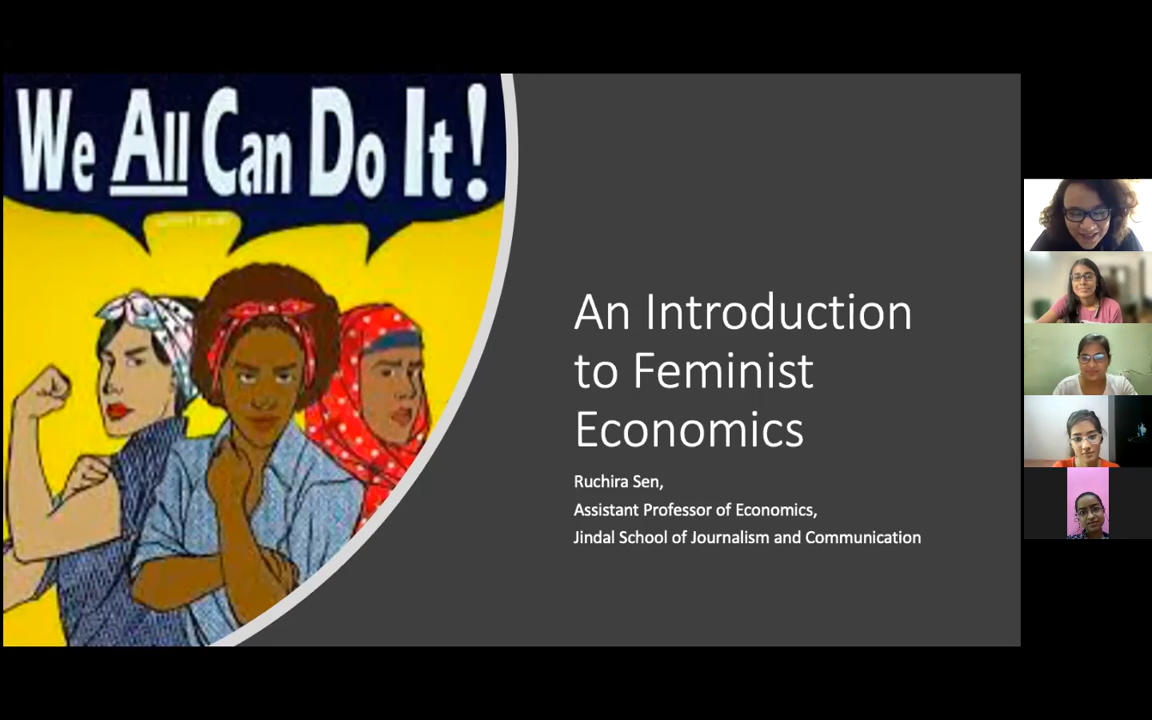 We All Can Do It!
An Introduction
to Feminist
Economics
Ruchira Sen,
Assistant Professor of Economics,
Jindal School of Journalism and Communication